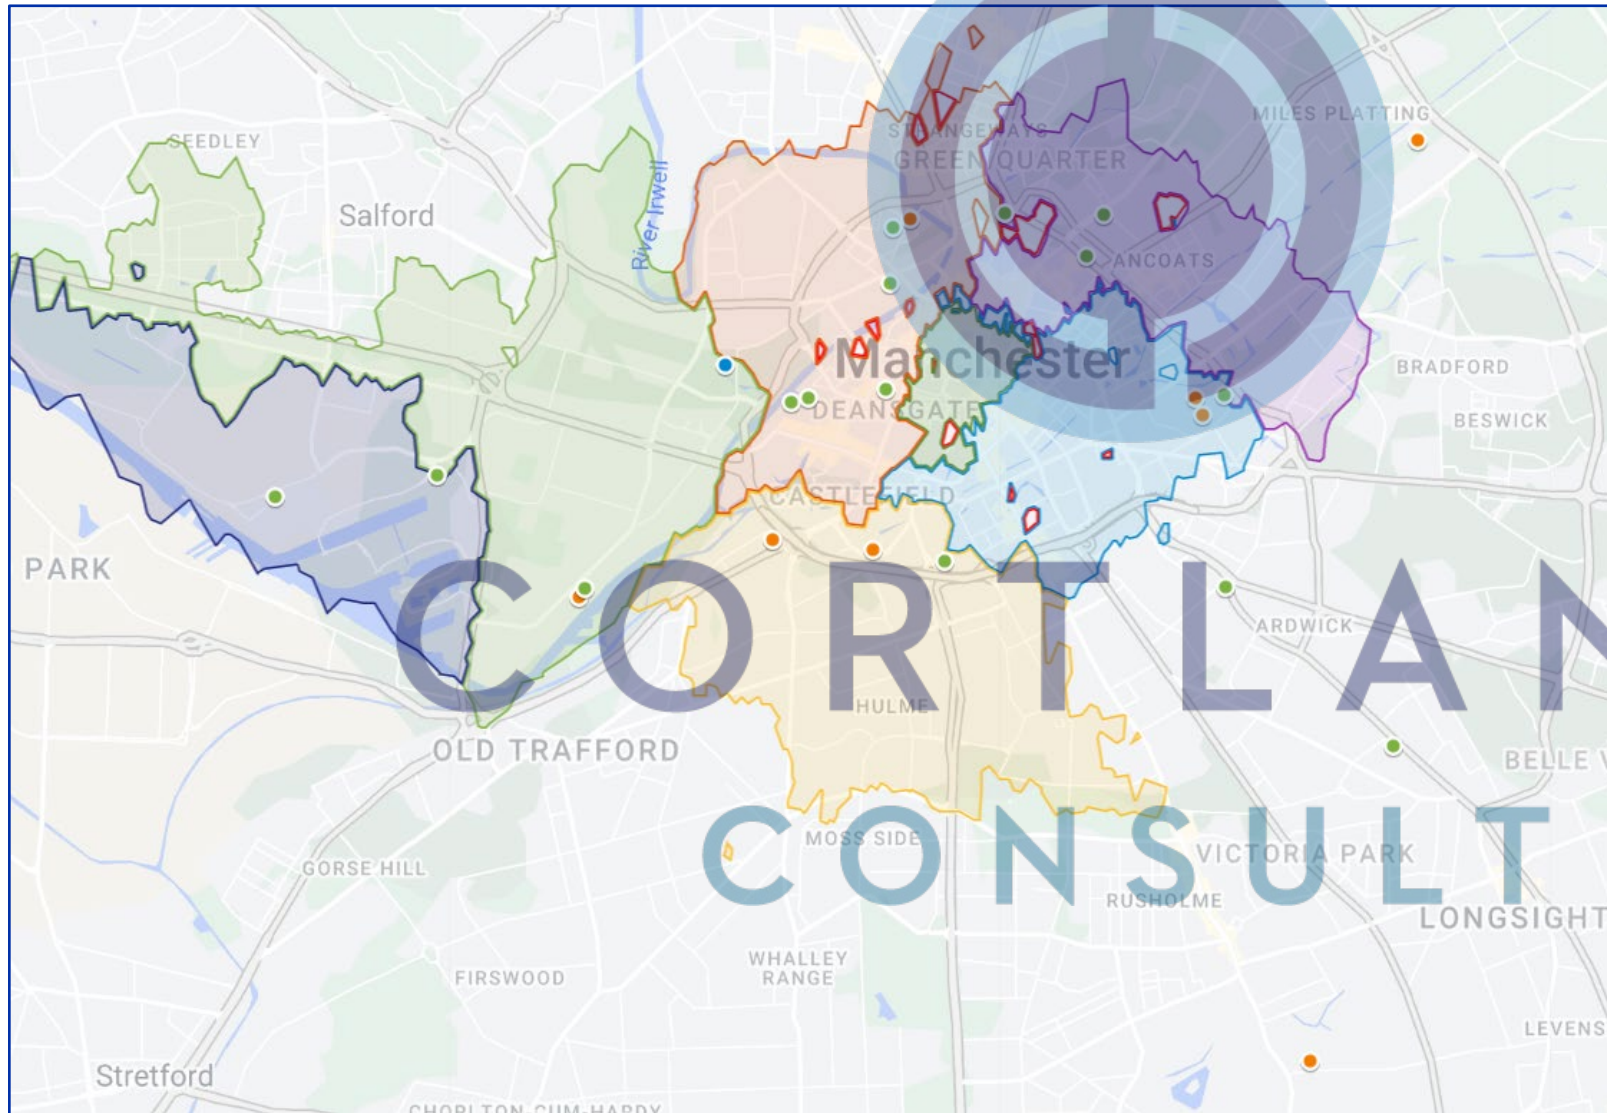 SEEDLEY
MILES PLATTING
STRANGEWAYS
GREEN QUARTER
River Irwell
Salford
ANCOATS
Manchester
BRADFORD
DEANSGATE
BESWICK
CASTLEFIELD
PARK
CORTLAN
ARDWICK
HULME
OLD TRAFFORD
BELLE V
CONSULT
MOSS SIDE
VICTORIA PARK
GORSE HILL
RUSHOLME
LONGSIGHT
WHALLEY
RANGE
FIRSWOOD
LEVENS
Stretford
CHORLTON-CUM-HARDY